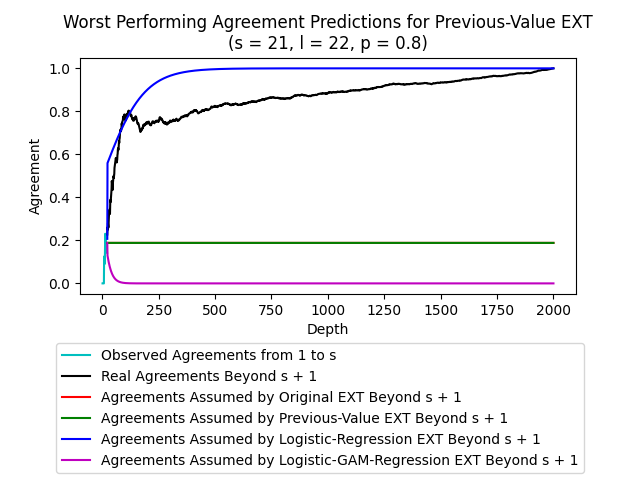 Worst Performing Agreement Predictions for Previous-Value EXT
(s = 21, l = 22, p = 0.8)
1.0
0.8
0.6
0.4
0.2
0.0
Agreement
0 250 500 750 1000 1250 1500 1750 2000
Depth
Observed Agreements from 1 to s
Real Agreements Beyond s + 1
Agreements Assumed by Original EXT Beyond s + 1
Agreements Assumed by Previous-Value EXT Beyond s + 1
Agreements Assumed by Logistic-Regression EXT Beyond s + 1
Agreements Assumed by Logistic-GAM-Regression EXT Beyond s + 1